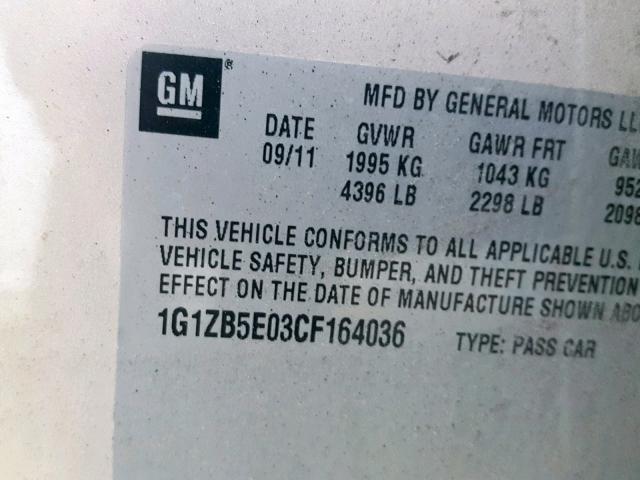 GM®
MFD BY GENERAL MOTORS
DATE GVWR GAWR FRT
09/11 1995 KG 1043 KG
4396 LB 2298 LB
THIS VEHICLE CONFORMS TO ALL APPLICABLE U.S.
VEHICLE SAFETY, BUMPER, AND THEFT PREVENTION
EFFECT ON THE DATE OF MANUFACTURE SHOWN
1G1ZB5E03CF164036 TYPE: PASS CAR